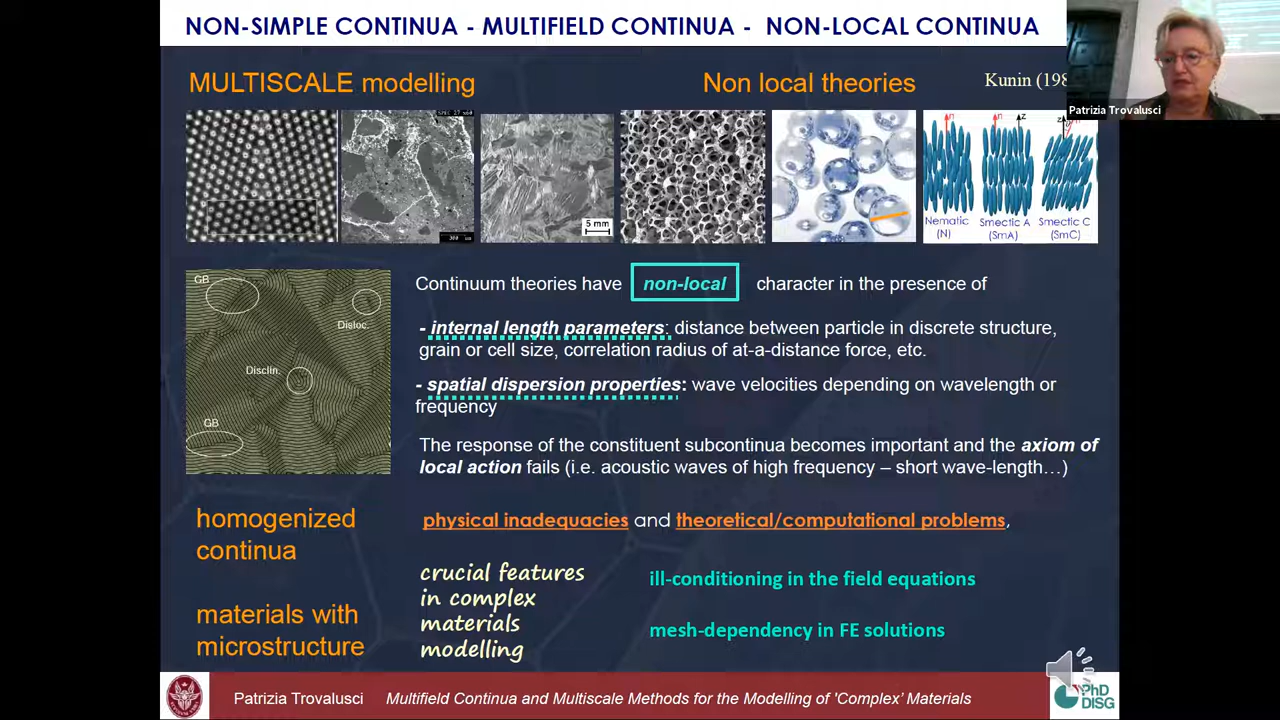 NON-SIMPLE CONTINUA - MULTIFIELD CONTINUA - NON-LOCAL CONTINUA
MULTISCALE modelling
Non local theories
Kunin (198
Patrizia Trovalusci
5 mm
n
n
z
z
Nematic
(N)
Smectic A
(SmA)
Smectic C
(SmC)
GB
Disloc.
Disclin.
GB
Continuum theories have non-local character in the presence of
- internal length parameters: distance between particle in discrete structure,
grain or cell size, correlation radius of at-a-distance force, etc.
- spatial dispersion properties: wave velocities depending on wavelength or
frequency
The response of the constituent subcontinua becomes important and the axiom of
local action fails (i.e. acoustic waves of high frequency – short wave-length…)
homogenized
continua
physical inadequacies and theoretical/computational problems,
crucial features
in complex
materials
modelling
ill-conditioning in the field equations
mesh-dependency in FE solutions
materials with
microstructure
Patrizia Trovalusci
Multifield Continua and Multiscale Methods for the Modelling of 'Complex' Materials
PhD
DISG